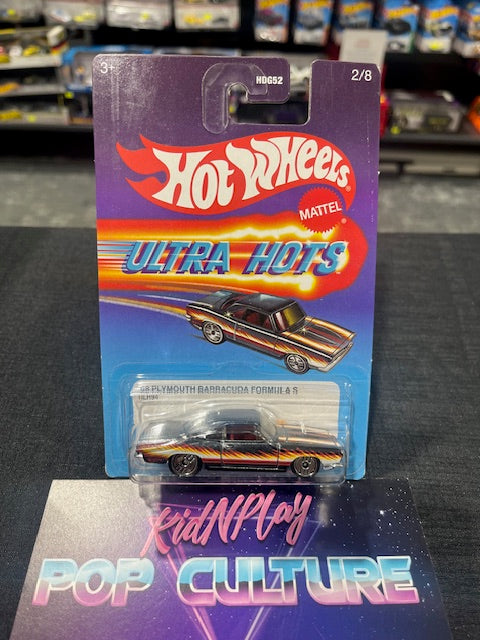 3+
HDG52
2/8
Hot Wheels
MATTEL
ULTRA HOTS
'68 PLYMOUTH BARRACUDA FORMULA S
KidNPlay
POP CULTURE